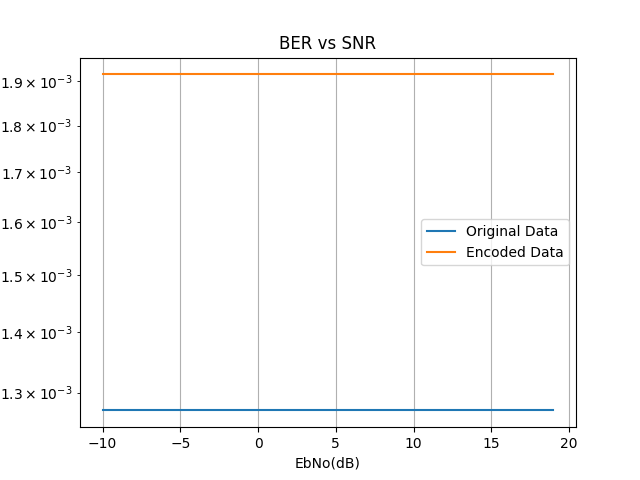 BER vs SNR
1.9 × 10⁻³
1.8 × 10⁻³
1.7 × 10⁻³
1.6 × 10⁻³
1.5 × 10⁻³
1.4 × 10⁻³
1.3 × 10⁻³
Original Data
Encoded Data
−10 −5 0 5 10 15 20
EbNo(dB)